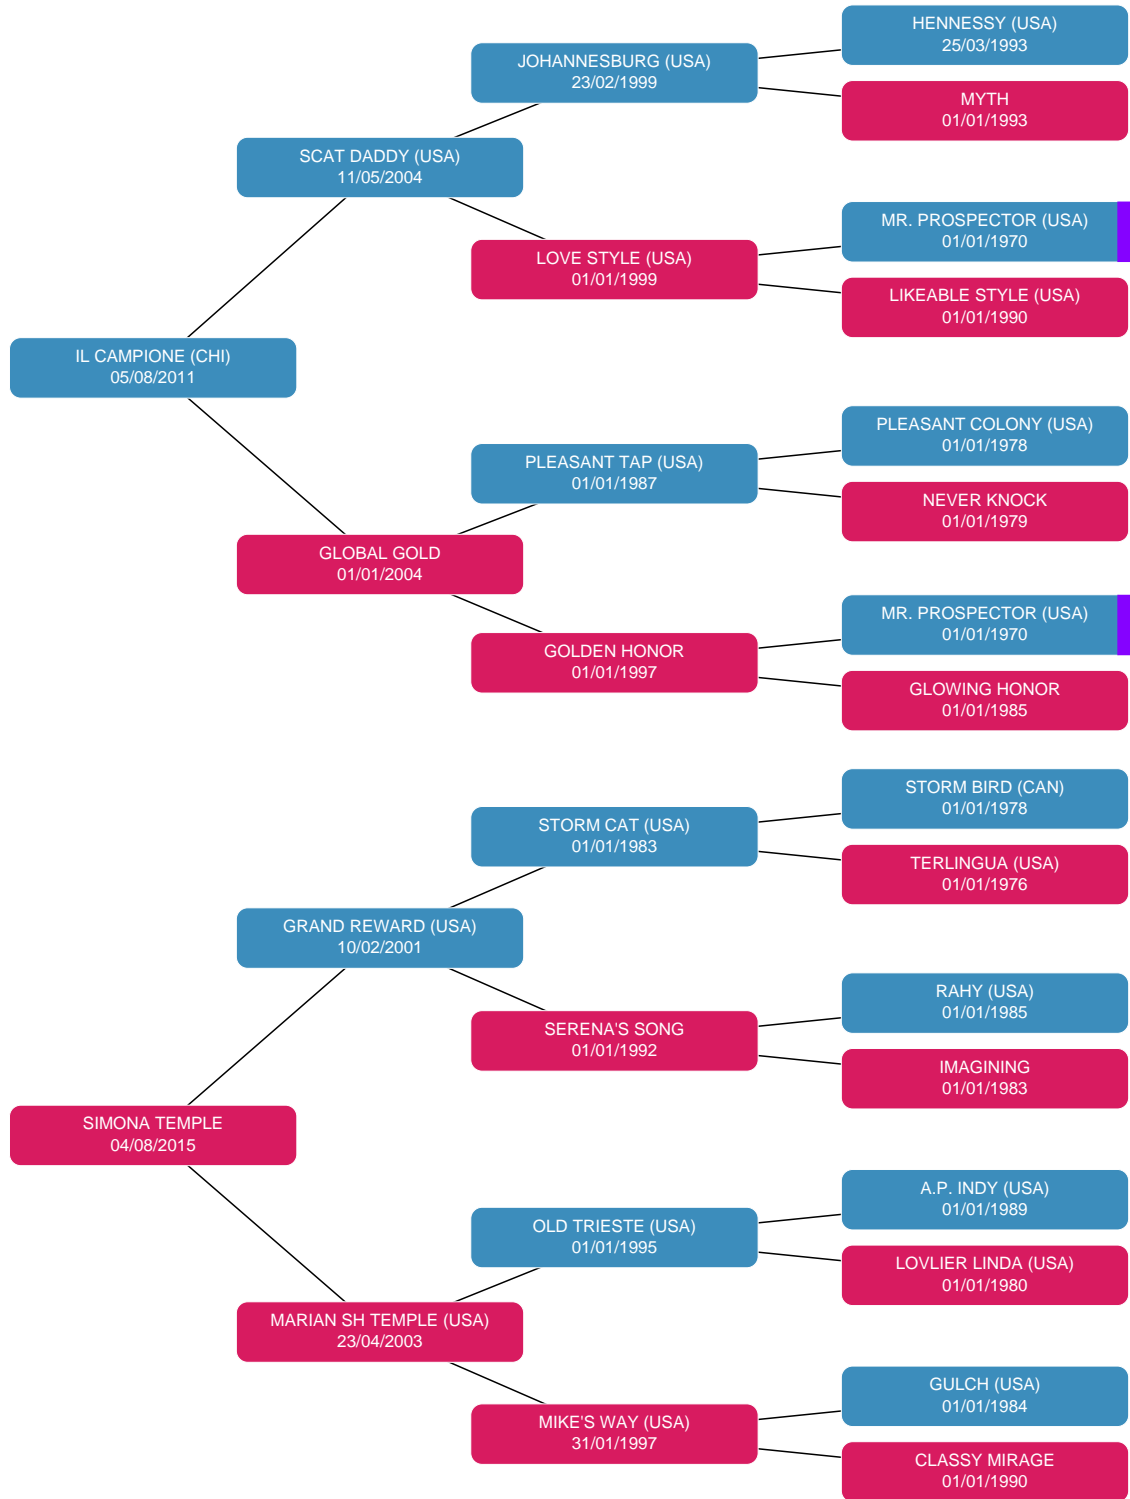 HENNESSY (USA)
25/03/1993
JOHANNESBURG (USA)
23/02/1999
MYTH
01/01/1993
SCAT DADDY (USA)
11/05/2004
MR. PROSPECTOR (USA)
01/01/1970
LOVE STYLE (USA)
01/01/1999
LIKEABLE STYLE (USA)
01/01/1990
IL CAMPIONE (CHI)
05/08/2011
PLEASANT COLONY (USA)
01/01/1978
PLEASANT TAP (USA)
01/01/1987
NEVER KNOCK
01/01/1979
GLOBAL GOLD
01/01/2004
MR. PROSPECTOR (USA)
01/01/1970
GOLDEN HONOR
01/01/1997
GLOWING HONOR
01/01/1985
STORM BIRD (CAN)
01/01/1978
STORM CAT (USA)
01/01/1983
TERLINGUA (USA)
01/01/1976
GRAND REWARD (USA)
10/02/2001
RAHY (USA)
01/01/1985
SERENA'S SONG
01/01/1992
IMAGINING
01/01/1983
SIMONA TEMPLE
04/08/2015
A.P. INDY (USA)
01/01/1989
OLD TRIESTE (USA)
01/01/1995
LOVLIER LINDA (USA)
01/01/1980
MARIAN SH TEMPLE (USA)
23/04/2003
GULCH (USA)
01/01/1984
MIKE'S WAY (USA)
31/01/1997
CLASSY MIRAGE
01/01/1990